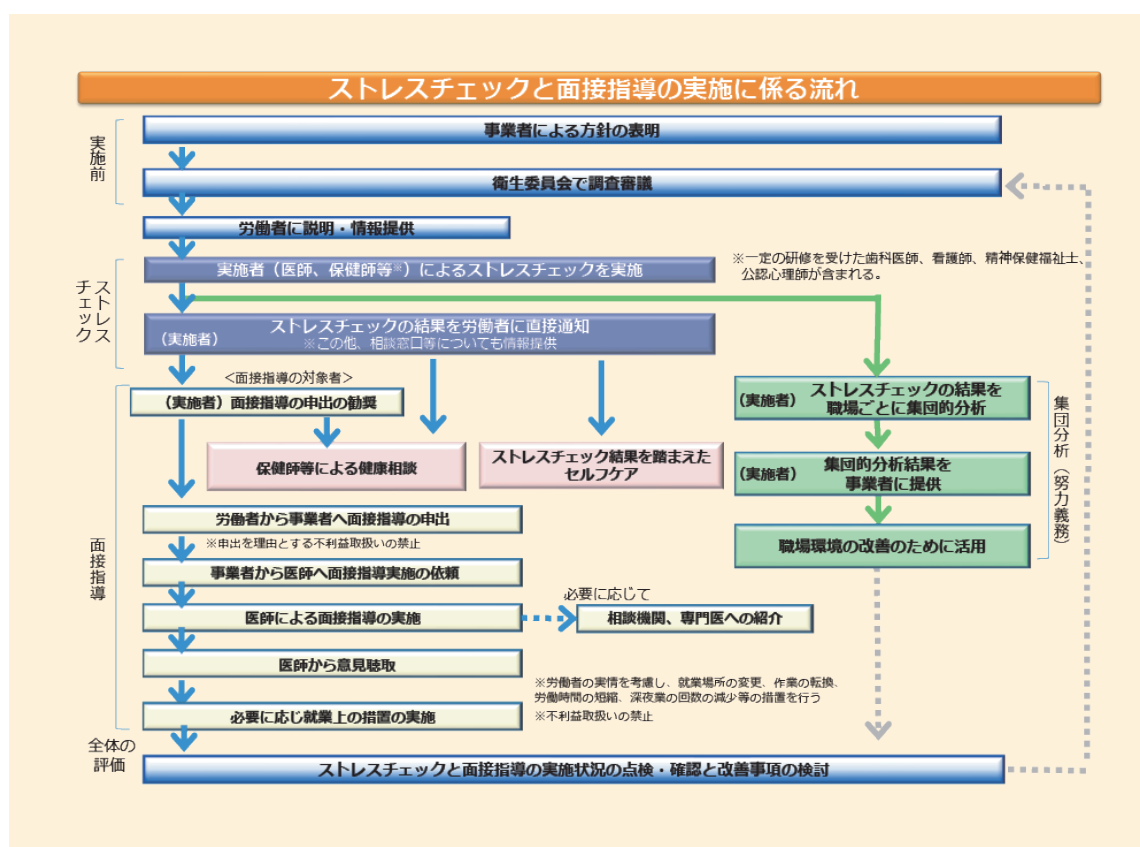 ストレスチェックと面接指導の実施に係る流れ
実施前
事業者による方針の表明
衛生委員会で調査審議
労働者に説明・情報提供
ストレスチェック
実施者（医師、保健師等※）によるストレスチェックを実施
※一定の研修を受けた歯科医師、看護師、精神保健福祉士、
公認心理師が含まれる。
ストレスチェックの結果を労働者に直接通知
（実施者）
※この他、相談窓口等についても情報提供
＜面接指導の対象者＞
（実施者）面接指導の申出の勧奨
保健師等による健康相談
ストレスチェック結果を踏まえた
セルフケア
集団分析（努力義務）
（実施者）
ストレスチェックの結果を
職場ごとに集団的分析
（実施者）
集団的分析結果を
事業者に提供
職場環境の改善のために活用
面接指導
労働者から事業者へ面接指導の申出
※申出を理由とする不利益取扱いの禁止
事業者から医師へ面接指導実施の依頼
医師による面接指導の実施
必要に応じて
相談機関、専門医への紹介
医師から意見聴取
※労働者の実情を考慮し、就業場所の変更、作業の転換、
労働時間の短縮、深夜業の回数の減少等の措置を行う
※不利益取扱いの禁止
必要に応じ就業上の措置の実施
全体の
評価
ストレスチェックと面接指導の実施状況の点検・確認と改善事項の検討